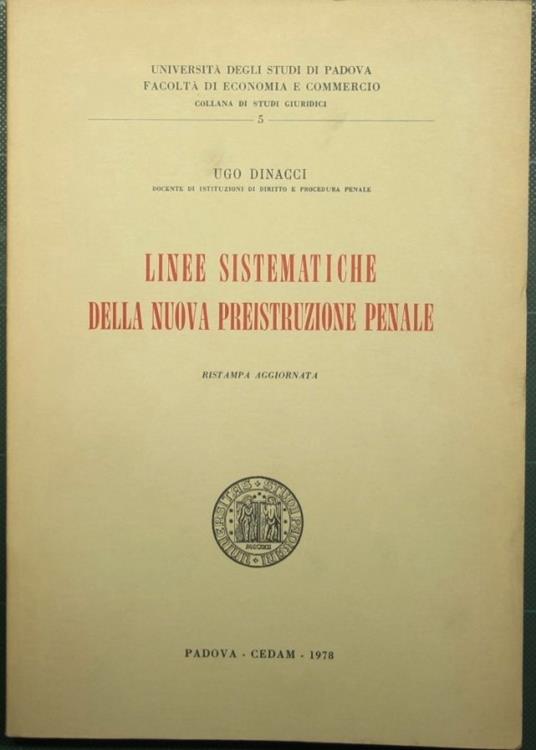 UNIVERSITÀ DEGLI STUDI DI PADOVA
FACOLTÀ DI ECONOMIA E COMMERCIO
COLLANA DI STUDI GIURIDICI
5
UGO DINACCI
DOCENTE DI ISTITUZIONI DI DIRITTO E PROCEDURA PENALE
LINEE SISTEMATICHE
DELLA NUOVA PREISTRUZIONE PENALE
RISTAMPA AGGIORNATA
PADOVA - CEDAM - 1978